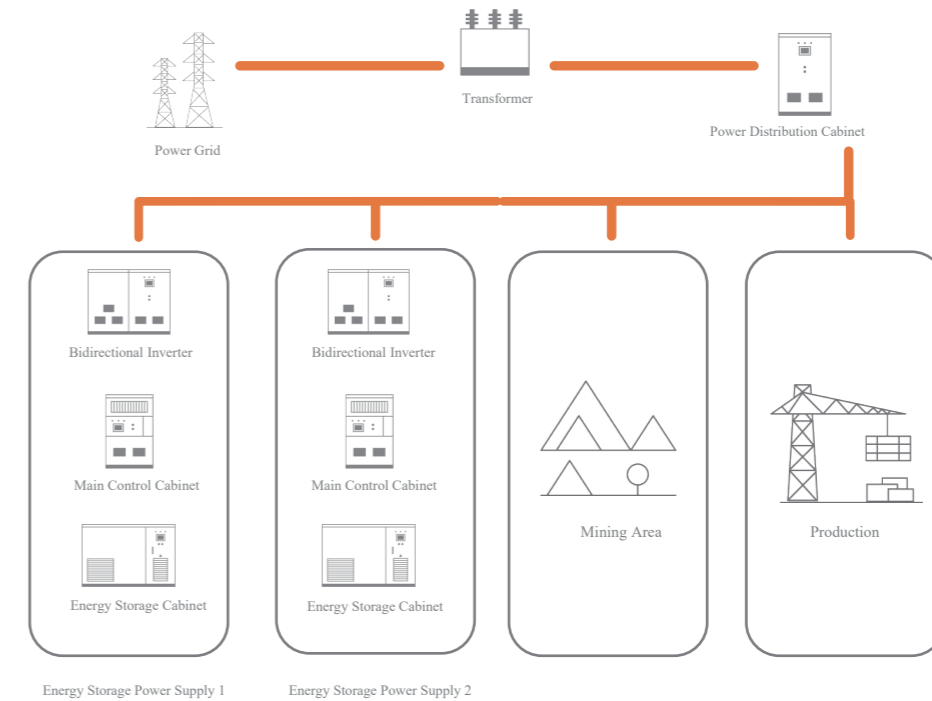 Transformer
Power Distribution Cabinet
Power Grid
Bidirectional Inverter
Bidirectional Inverter
Main Control Cabinet
Main Control Cabinet
Mining Area
Production
Energy Storage Cabinet
Energy Storage Cabinet
Energy Storage Power Supply 1
Energy Storage Power Supply 2